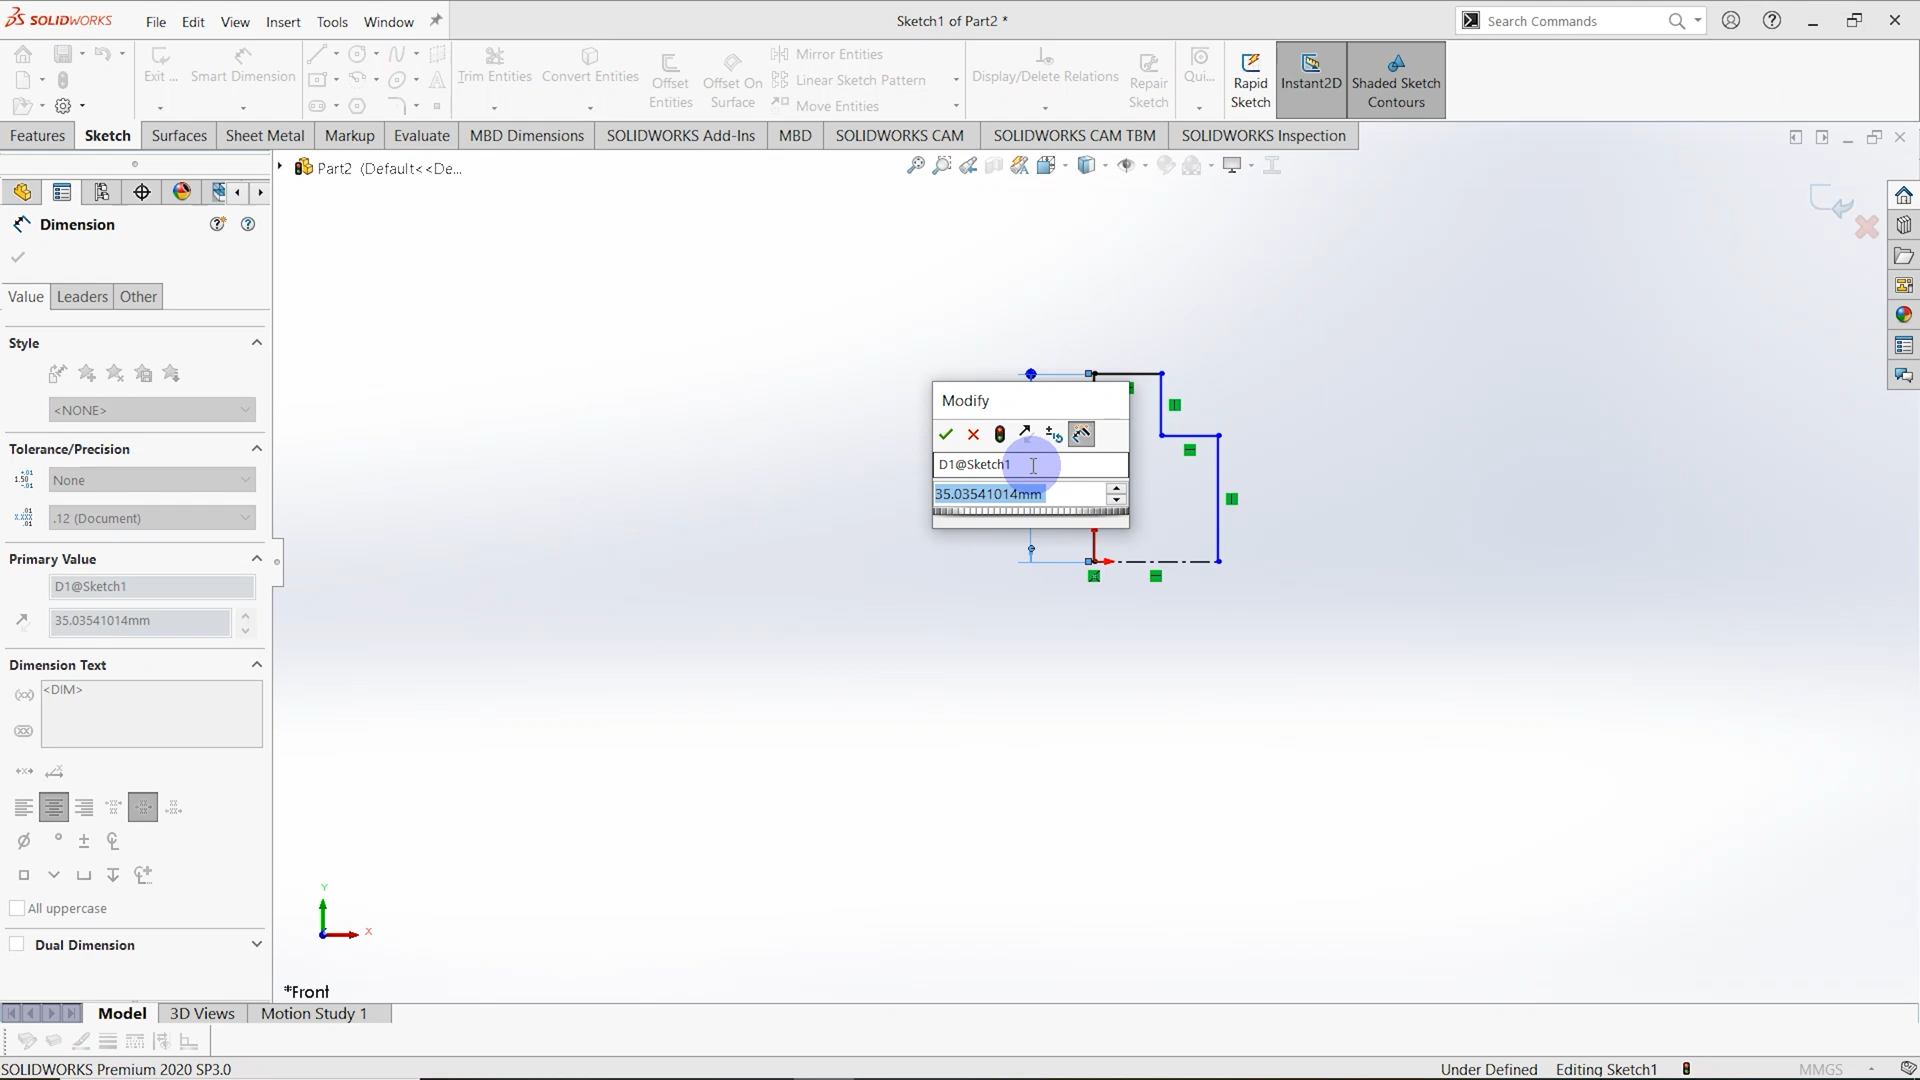 SOLIDWORKS File Edit View Insert Tools Window Sketch1 of Part2 * Search Commands
Exit ... Smart Dimension Trim Entities Convert Entities Offset Entities Offset On Surface Mirror Entities Linear Sketch Pattern Move Entities Display/Delete Relations Repair Sketch Qui... Rapid Sketch Instant2D Shaded Sketch Contours
Features Sketch Surfaces Sheet Metal Markup Evaluate MBD Dimensions SOLIDWORKS Add-Ins MBD SOLIDWORKS CAM SOLIDWORKS CAM TBM SOLIDWORKS Inspection
Part2 (Default<<De...
Dimension
Value Leaders Other
Style
<NONE>
Tolerance/Precision
None
.12 (Document)
Primary Value
D1@Sketch1
35.03541014mm
Dimension Text
<DIM>
All uppercase
Dual Dimension
Modify
D1@Sketch1
35.03541014mm
Y
X
*Front
Model 3D Views Motion Study 1
SOLIDWORKS Premium 2020 SP3.0 Under Defined Editing Sketch1 MMGS